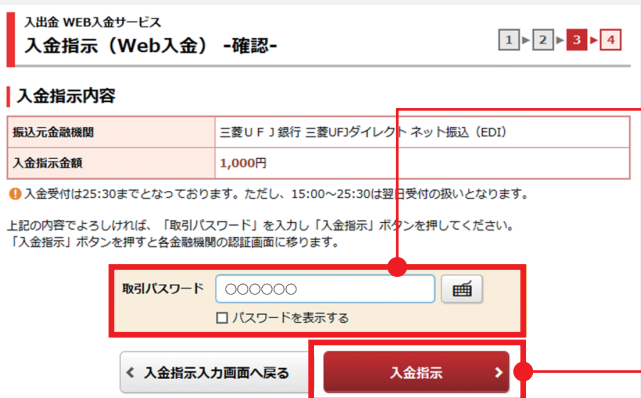 入出金 WEB入金サービス
入金指示（Web入金） -確認-
1 2 3 4
入金指示内容
振込元金融機関 三菱ＵＦＪ銀行 三菱UFJダイレクト ネット振込（EDI）
入金指示金額 1,000円
入金受付は25:30までとなっております。ただし、15:00～25:30は翌日受付の扱いとなります。
上記の内容でよろしければ、「取引パスワード」を入力し「入金指示」ボタンを押してください。
「入金指示」ボタンを押すと各金融機関の認証画面に移ります。
取引パスワード ○○○○○○
パスワードを表示する
入金指示入力画面へ戻る 入金指示